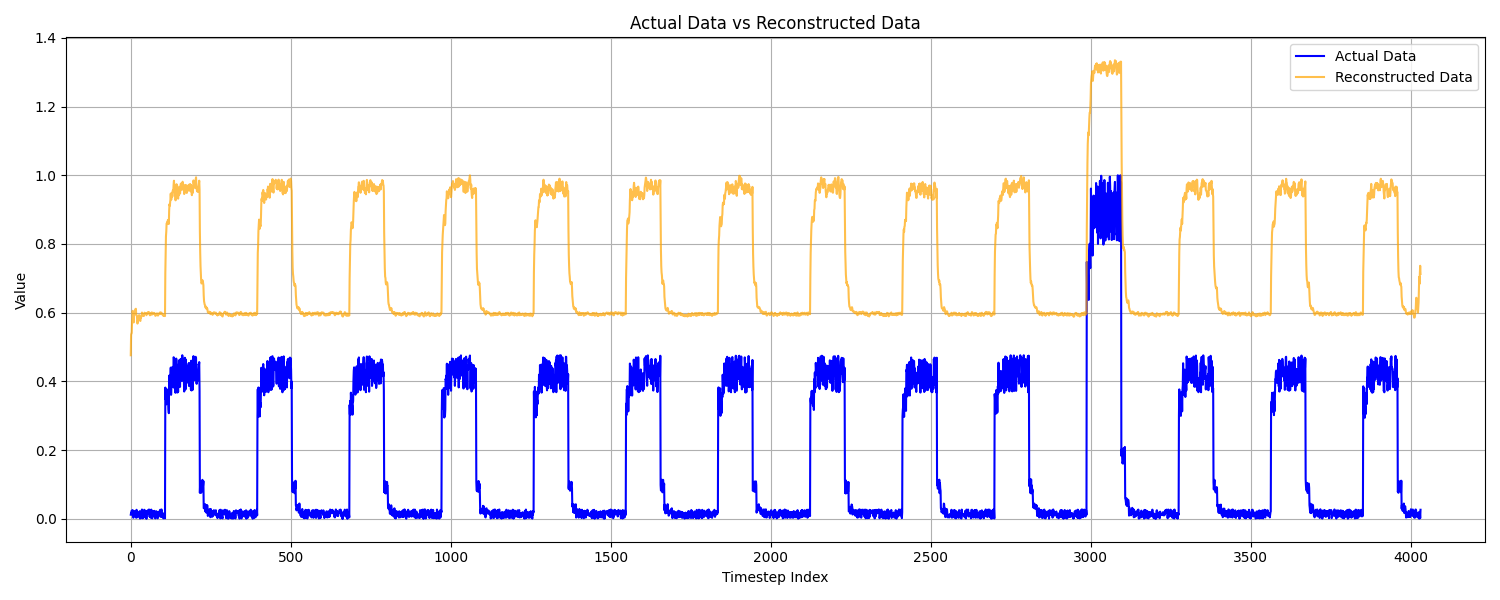 Actual Data vs Reconstructed Data
Actual Data
Reconstructed Data
Value
1.4
1.2
1.0
0.8
0.6
0.4
0.2
0.0
0 500 1000 1500 2000 2500 3000 3500 4000
Timestep Index